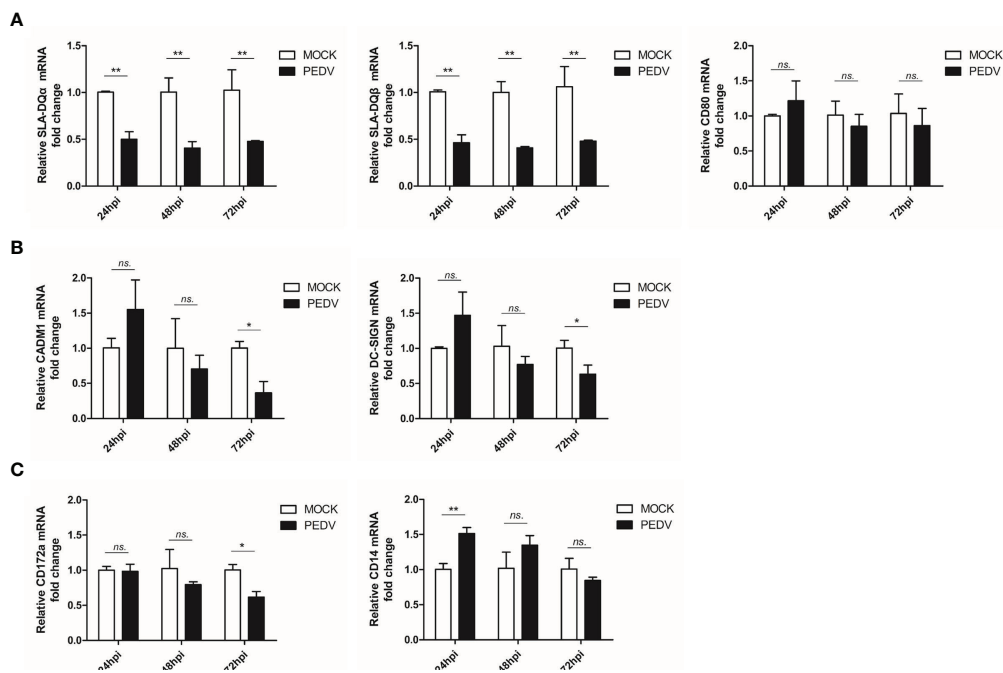 A
Relative SLA-DQα mRNA
fold change
1.5
1.0
0.5
0.0
**
**
**
MOCK
PEDV
24hpi
48hpi
72hpi
Relative SLA-DQβ mRNA
fold change
1.5
1.0
0.5
0.0
**
**
**
MOCK
PEDV
24hpi
48hpi
72hpi
Relative CD80 mRNA
fold change
2.0
1.5
1.0
0.5
0.0
ns.
ns.
ns.
MOCK
PEDV
24hpi
48hpi
72hpi
B
Relative CADM1 mRNA
fold change
2.0
1.5
1.0
0.5
0.0
ns.
ns.
*
MOCK
PEDV
24hpi
48hpi
72hpi
Relative DC-SIGN mRNA
fold change
2.0
1.5
1.0
0.5
0.0
ns.
ns.
*
MOCK
PEDV
24hpi
48hpi
72hpi
C
Relative CD172a mRNA
fold change
2.0
1.5
1.0
0.5
0.0
ns.
ns.
*
MOCK
PEDV
24hpi
48hpi
72hpi
Relative CD14 mRNA
fold change
2.0
1.5
1.0
0.5
0.0
**
ns.
ns.
MOCK
PEDV
24hpi
48hpi
72hpi